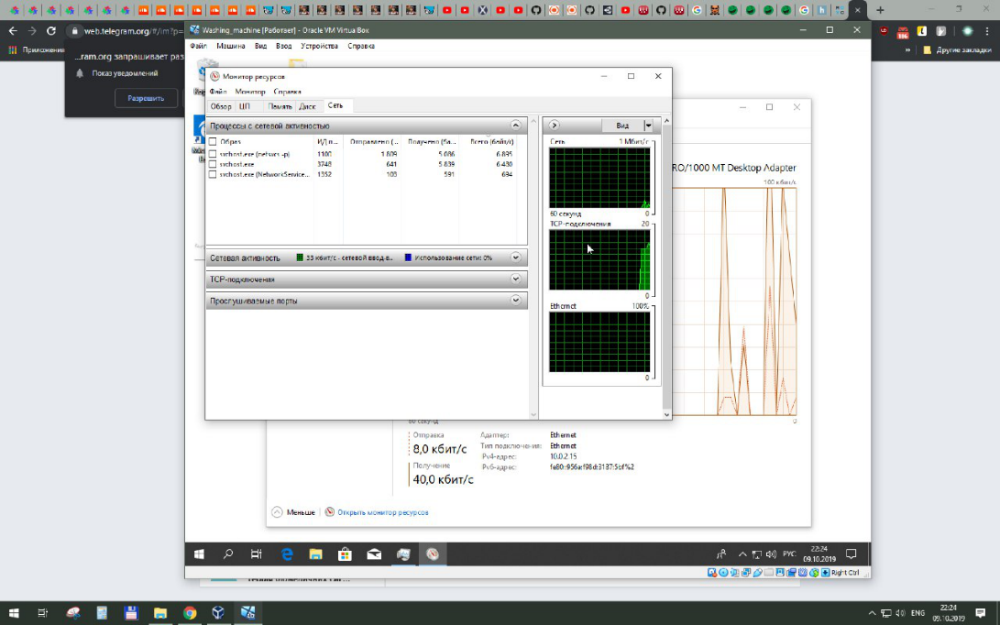 web.telegram.org/#/im?p=
Washing_machine [Работает] - Oracle VM VirtualBox
Файл Машина Вид Ввод Устройства Справка
Приложения
Другие закладки
...ram.org запрашивает раз
Показ уведомлений
Разрешить
Монитор ресурсов
Файл Монитор Справка
Обзор ЦП Память Диск Сеть
Процессы с сетевой активностью
Образ ИД п... Отправлено (... Получено (ба... Всего (байт/с)
svchost.exe (netsvcs -p) 1100 1 809 5 086 6 895
svchost.exe 3748 641 5 839 6 480
svchost.exe (NetworkService... 1352 103 591 694
Сетевая активность 33 кбит/с - сетевой ввод-в... Использование сети: 0%
TCP-подключения
Прослушиваемые порты
Вид
Сеть 1 Мбит/с
60 секунд 0
TCP-подключения 20
0
Ethernet 100%
0
RO/1000 MT Desktop Adapter
100 кбит/с
0
60 секунд
Отправка
8,0 кбит/с
Получение
40,0 кбит/с
Адаптер: Ethernet
Тип подключения: Ethernet
IPv4-адрес: 10.0.2.15
IPv6-адрес:
Меньше
Открыть монитор ресурсов
РУС
22:24
09.10.2019
Right Ctrl
ENG
22:24
09.10.2019